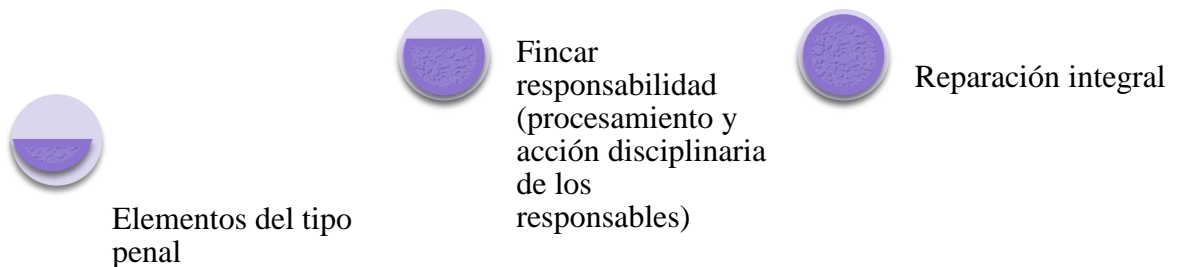 Elementos del tipo
penal
Fincar
responsabilidad
(procesamiento y
acción disciplinaria
de los
responsables)
Reparación integral